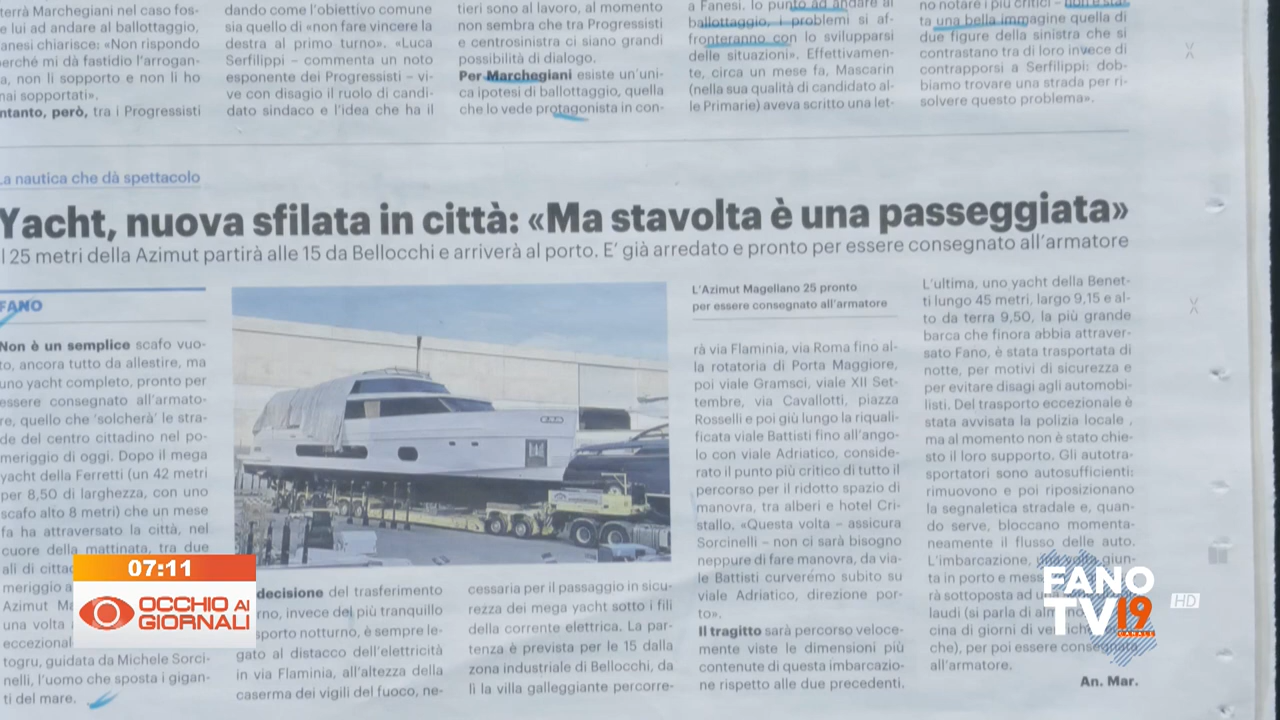 terrà Marchegiani nel caso fos-
e lui ad andare al ballottaggio,
anesi chiarisce: «Non rispondo
perché mi dà fastidio l'arrogan-
a, non li sopporto e non li ho
mai sopportati».
ntanto, però, tra i Progressisti
dando come l'obiettivo comune
sia quello di «non fare vincere la
destra al primo turno». «Luca
Serfilippi – commenta un noto
esponente dei Progressisti – vi-
ve con disagio il ruolo di candi-
dato sindaco e l'idea che ha il
tieri sono al lavoro, al momento
non sembra che tra Progressisti
e centrosinistra ci siano grandi
possibilità di dialogo.
Per Marchegiani esiste un'uni-
ca ipotesi di ballottaggio, quella
che lo vede protagonista in con-
a Fanesi. Io punto ad andare al
ballottaggio, i problemi si af-
fronteranno con lo svilupparsi
delle situazioni». Effettivamen-
te, circa un mese fa, Mascarin
(nella sua qualità di candidato al-
le Primarie) aveva scritto una let-
no notare i più critici – non è sta-
ta una bella immagine quella di
due figure della sinistra che si
contrastano tra di loro invece di
contrapporsi a Serfilippi: dob-
biamo trovare una strada per ri-
solvere questo problema».
La nautica che dà spettacolo
Yacht, nuova sfilata in città: «Ma stavolta è una passeggiata»
I 25 metri della Azimut partirà alle 15 da Bellocchi e arriverà al porto. E' già arredato e pronto per essere consegnato all'armatore
FANO
Non è un semplice scafo vuo-
to, ancora tutto da allestire, ma
uno yacht completo, pronto per
essere consegnato all'armato-
re, quello che 'solcherà' le stra-
de del centro cittadino nel po-
meriggio di oggi. Dopo il mega
yacht della Ferretti (un 42 metri
per 8,50 di larghezza, con uno
scafo alto 8 metri) che un mese
fa ha attraversato la città, nel
cuore della mattinata, tra due
ali di cittad
meriggio a
Azimut Ma
una volta
eccezional
togru, guidata da Michele Sorci-
nelli, l'uomo che sposta i gigan-
ti del mare.
decisione del trasferimento
rno, invece del più frequente
sporto notturno, è sempre le-
gato al distacco dell'elettricità
in via Flaminia, all'altezza della
caserma dei vigili del fuoco, ne-
cessaria per il passaggio in sicu-
rezza dei mega yacht sotto i fili
della corrente elettrica. La par-
tenza è prevista per le 15 dalla
zona industriale di Bellocchi, da
lì la villa galleggiante percorre-
L'Azimut Magellano 25 pronto
per essere consegnato all'armatore
rà via Flaminia, via Roma fino al-
la rotatoria di Porta Maggiore,
poi viale Gramsci, viale XII Set-
tembre, via Cavallotti, piazza
Rosselli e poi giù lungo la riquali-
ficata viale Battisti fino all'ango-
lo con viale Adriatico, conside-
rato il punto più critico di tutto il
percorso per il ridotto spazio di
manovra, tra alberi e hotel Cri-
stallo. «Questa volta – assicura
Sorcinelli – non ci sarà bisogno
neppure di fare manovra, da via-
le Battisti curverémo subito su
viale Adriatico, direzione por-
to».
Il tragitto sarà percorso veloce-
mente viste le dimensioni più
contenute di questa imbarcazio-
ne rispetto alle due precedenti.
L'ultima, uno yacht della Benet-
ti lungo 45 metri, largo 9,15 e al-
to da terra 9,50, la più grande
barca che finora abbia attraver-
sato Fano, è stata trasportata di
notte, per motivi di sicurezza e
per evitare disagi agli automobi-
listi. Del trasporto eccezionale è
stata avvisata la polizia locale ,
ma al momento non è stato chie-
sto il loro supporto. Gli autotra-
sportatori sono autosufficienti:
rimuovono e poi riposizionano
la segnaletica stradale e, quan-
do serve, bloccano momenta-
neamente il flusso delle auto.
L'imbarcazione, giun-
ta in porto e mess
rà sottoposta ad
laudi (si parla di
cina di giorni di
che), per poi essere consegnata
all'armatore.
An. Mar.
07:11
OCCHIO AI
GIORNALI
FANO
TV19
CANALE
HD